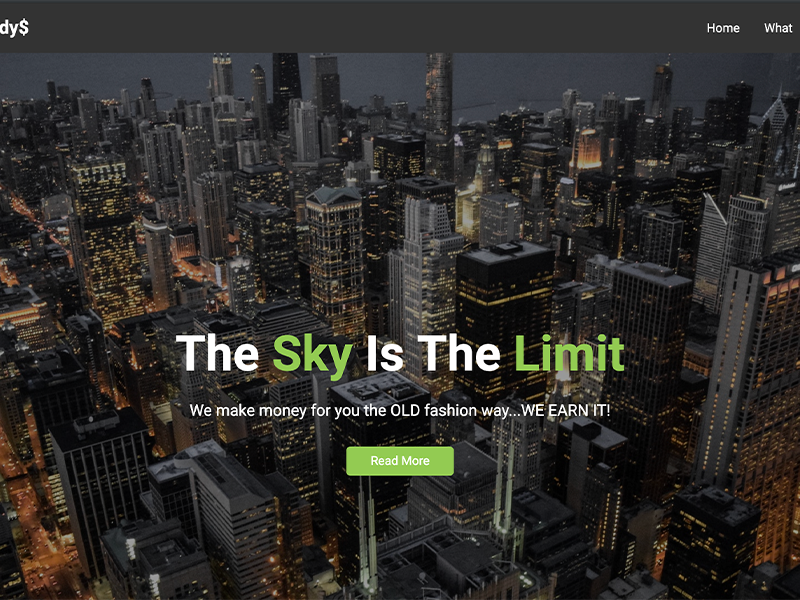 dy$
Home
What
The Sky Is The Limit
We make money for you the OLD fashion way...WE EARN IT!
Read More